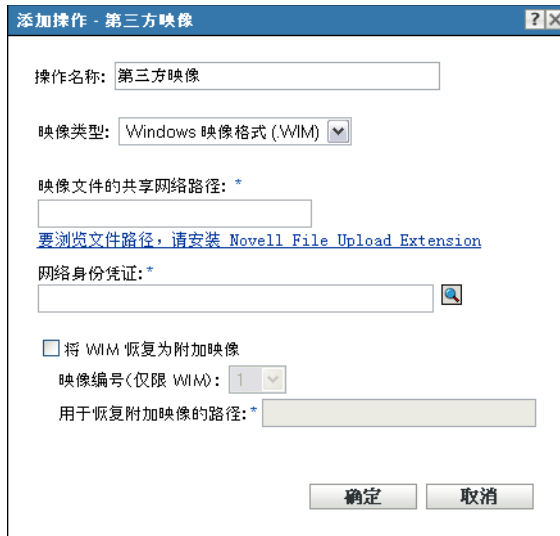 添加操作 - 第三方映像
操作名称: 第三方映像
映像类型: Windows 映像格式 (.WIM)
映像文件的共享网络路径: *
要浏览文件路径，请安装 Novell File Upload Extension
网络身份凭证: *
将 WIM 恢复为附加映像
映像编号(仅限 WIM): 1
用于恢复附加映像的路径: *
确定 取消